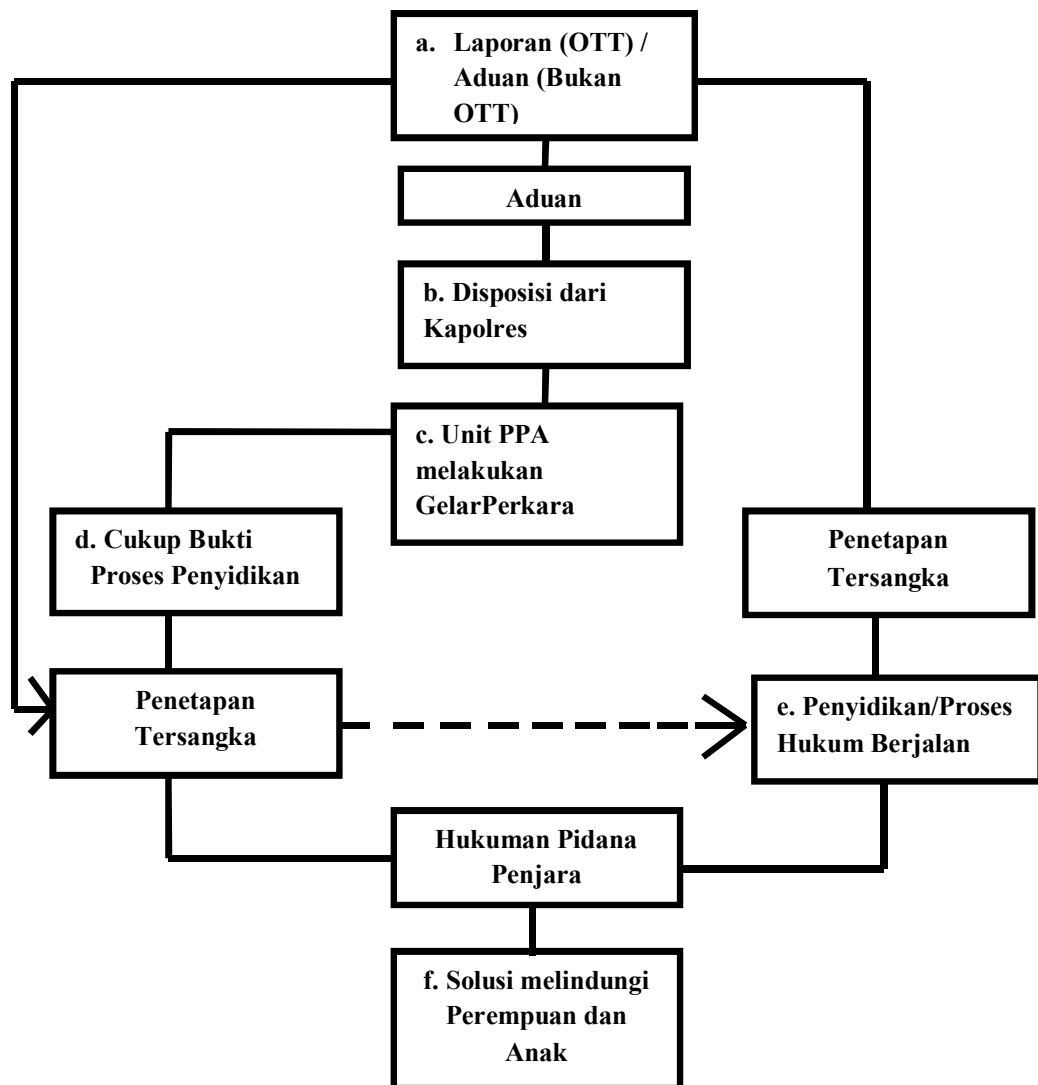 a. Laporan (OTT) /
Aduan (Bukan
OTT)
Aduan
b. Disposisi dari
Kapolres
c. Unit PPA
melakukan
GelarPerkara
d. Cukup Bukti
Proses Penyidikan
Penetapan
Tersangka
Penetapan
Tersangka
e. Penyidikan/Proses
Hukum Berjalan
Hukuman Pidana
Penjara
f. Solusi melindungi
Perempuan dan
Anak